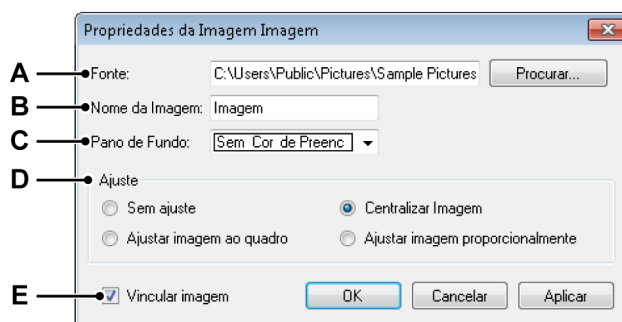 Propriedades da Imagem Imagem
A Fonte: C:\Users\Public\Pictures\Sample Pictures Procurar...
B Nome da Imagem: Imagem
C Pano de Fundo: Sem Cor de Preenc
D Ajuste
Sem ajuste Centralizar Imagem
Ajustar imagem ao quadro Ajustar imagem proporcionalmente
E Vincular imagem OK Cancelar Aplicar